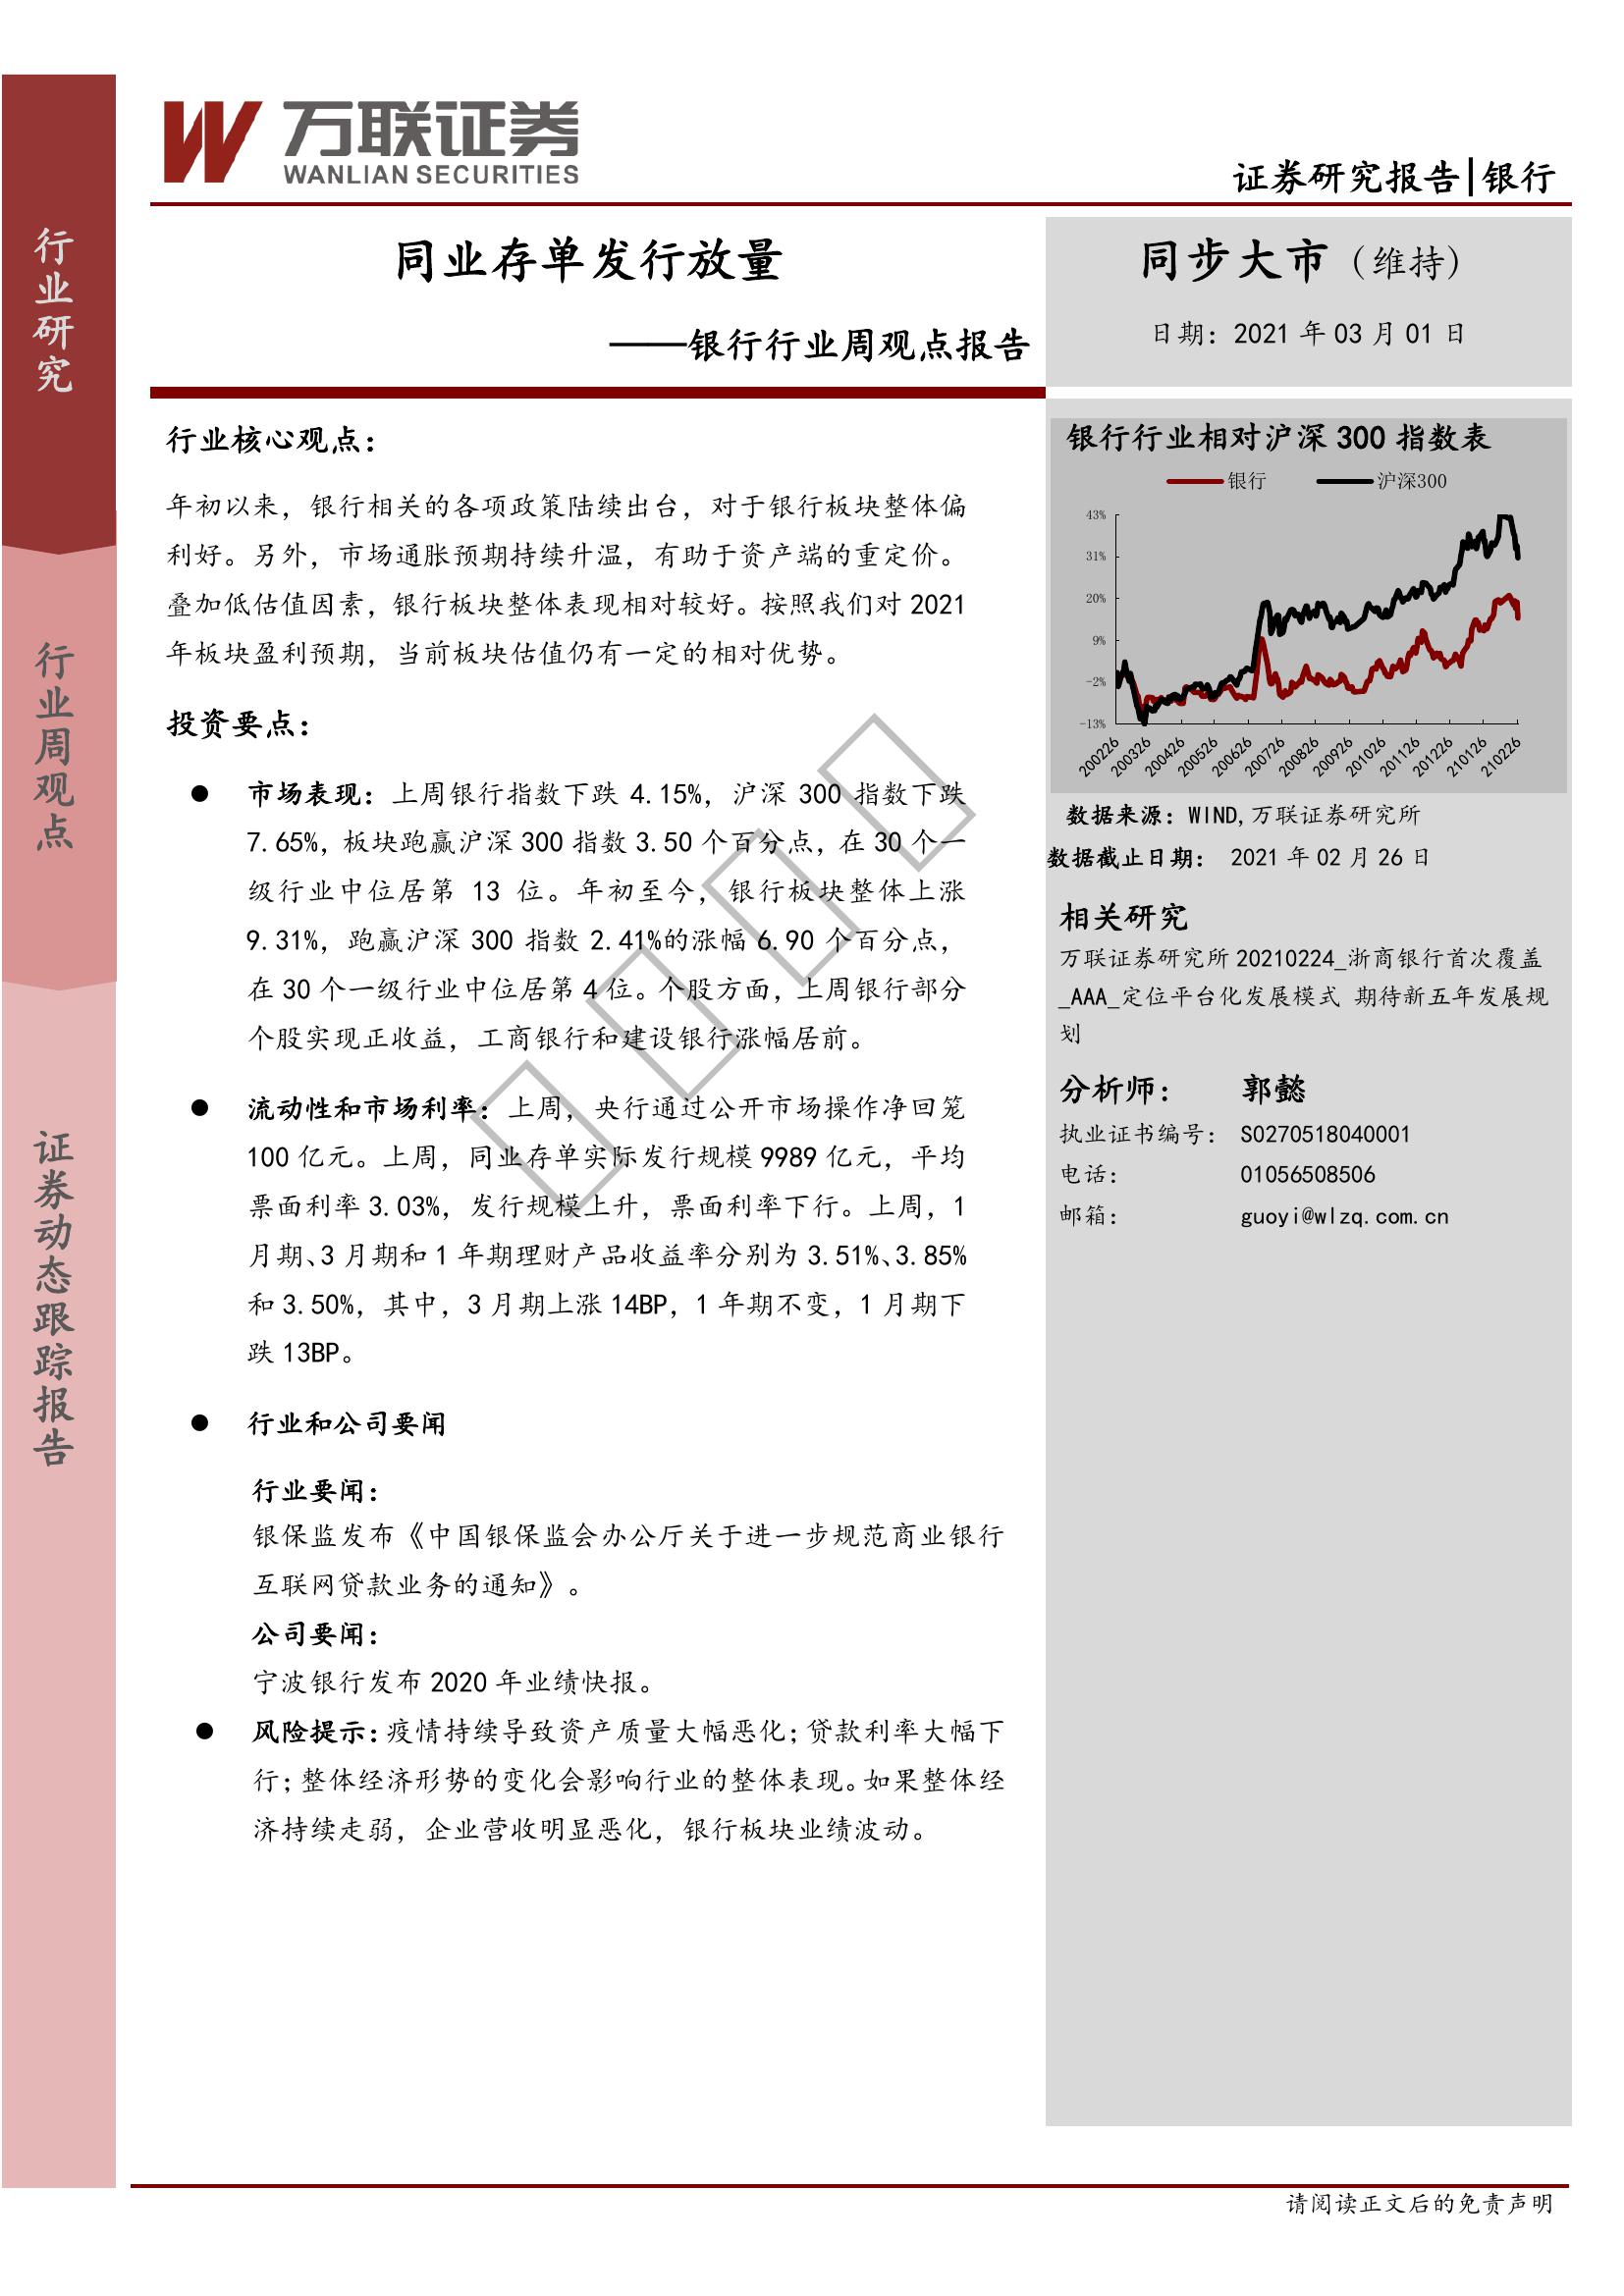 万联证券
WANLIAN SECURITIES
证券研究报告|银行
行业研究
行业周观点
证券动态跟踪报告
同业存单发行放量
——银行行业周观点报告
同步大市（维持）
日期：2021 年 03 月 01 日
行业核心观点：
年初以来，银行相关的各项政策陆续出台，对于银行板块整体偏
利好。另外，市场通胀预期持续升温，有助于资产端的重定价。
叠加低估值因素，银行板块整体表现相对较好。按照我们对 2021
年板块盈利预期，当前板块估值仍有一定的相对优势。
投资要点：
● 市场表现：上周银行指数下跌 4.15%，沪深 300 指数下跌
7.65%，板块跑赢沪深 300 指数 3.50 个百分点，在 30 个一
级行业中位居第 13 位。年初至今，银行板块整体上涨
9.31%，跑赢沪深 300 指数 2.41%的涨幅 6.90 个百分点，
在 30 个一级行业中位居第 4 位。个股方面，上周银行部分
个股实现正收益，工商银行和建设银行涨幅居前。
● 流动性和市场利率：上周，央行通过公开市场操作净回笼
100 亿元。上周，同业存单实际发行规模 9989 亿元，平均
票面利率 3.03%，发行规模上升，票面利率下行。上周，1
月期、3 月期和 1 年期理财产品收益率分别为 3.51%、3.85%
和 3.50%，其中，3 月期上涨 14BP，1 年期不变，1 月期下
跌 13BP。
● 行业和公司要闻
行业要闻：
银保监发布《中国银保监会办公厅关于进一步规范商业银行
互联网贷款业务的通知》。
公司要闻：
宁波银行发布 2020 年业绩快报。
● 风险提示：疫情持续导致资产质量大幅恶化；贷款利率大幅下
行；整体经济形势的变化会影响行业的整体表现。如果整体经
济持续走弱，企业营收明显恶化，银行板块业绩波动。
银行行业相对沪深 300 指数表
银行 沪深300
43%
31%
20%
9%
-2%
-13%
200226 200326 200426 200526 200626 200726 200826 200926 201026 201126 201226 210126 210226
数据来源：WIND,万联证券研究所
数据截止日期： 2021 年 02 月 26 日
相关研究
万联证券研究所 20210224_浙商银行首次覆盖
_AAA_定位平台化发展模式 期待新五年发展规
划
分析师： 郭懿
执业证书编号： S0270518040001
电话： 01056508506
邮箱： guoyi@wlzq.com.cn
请阅读正文后的免责声明